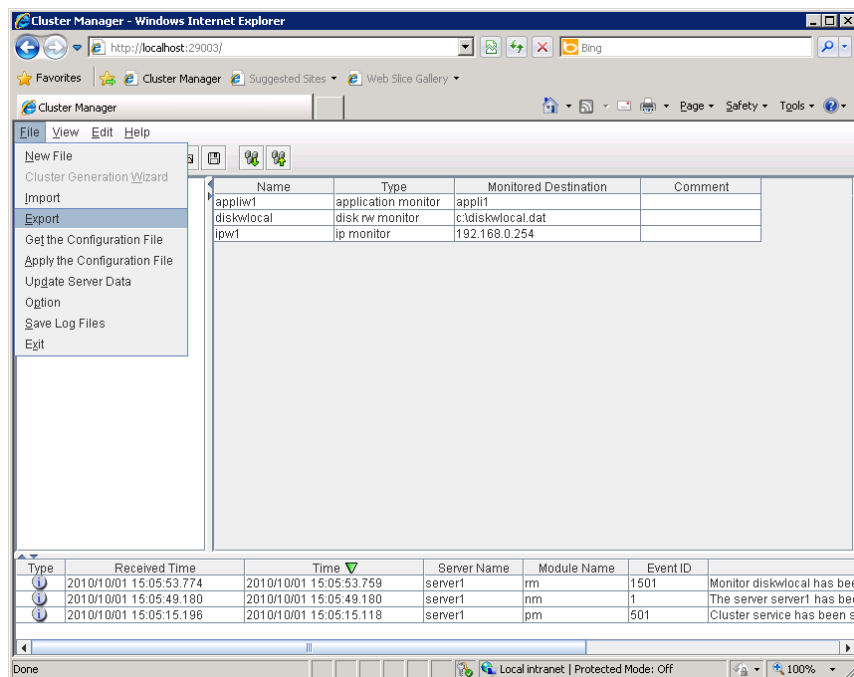 Cluster Manager - Windows Internet Explorer
http://localhost:29003/
Bing
Favorites Cluster Manager Suggested Sites Web Slice Gallery
Cluster Manager
Page Safety Tools
File View Edit Help
New File
Cluster Generation Wizard
Import
Export
Get the Configuration File
Apply the Configuration File
Update Server Data
Option
Save Log Files
Exit
Name Type Monitored Destination Comment
appliw1 application monitor appli1
diskwlocal disk rw monitor c:\diskwlocal.dat
ipw1 ip monitor 192.168.0.254
Type Received Time Time Server Name Module Name Event ID
2010/10/01 15:05:53.774 2010/10/01 15:05:53.759 server1 rm 1501 Monitor diskwlocal has bee
2010/10/01 15:05:49.180 2010/10/01 15:05:49.180 server1 nm 1 The server server1 has bee
2010/10/01 15:05:15.196 2010/10/01 15:05:15.118 server1 pm 501 Cluster service has been s
Done Local intranet | Protected Mode: Off 100%